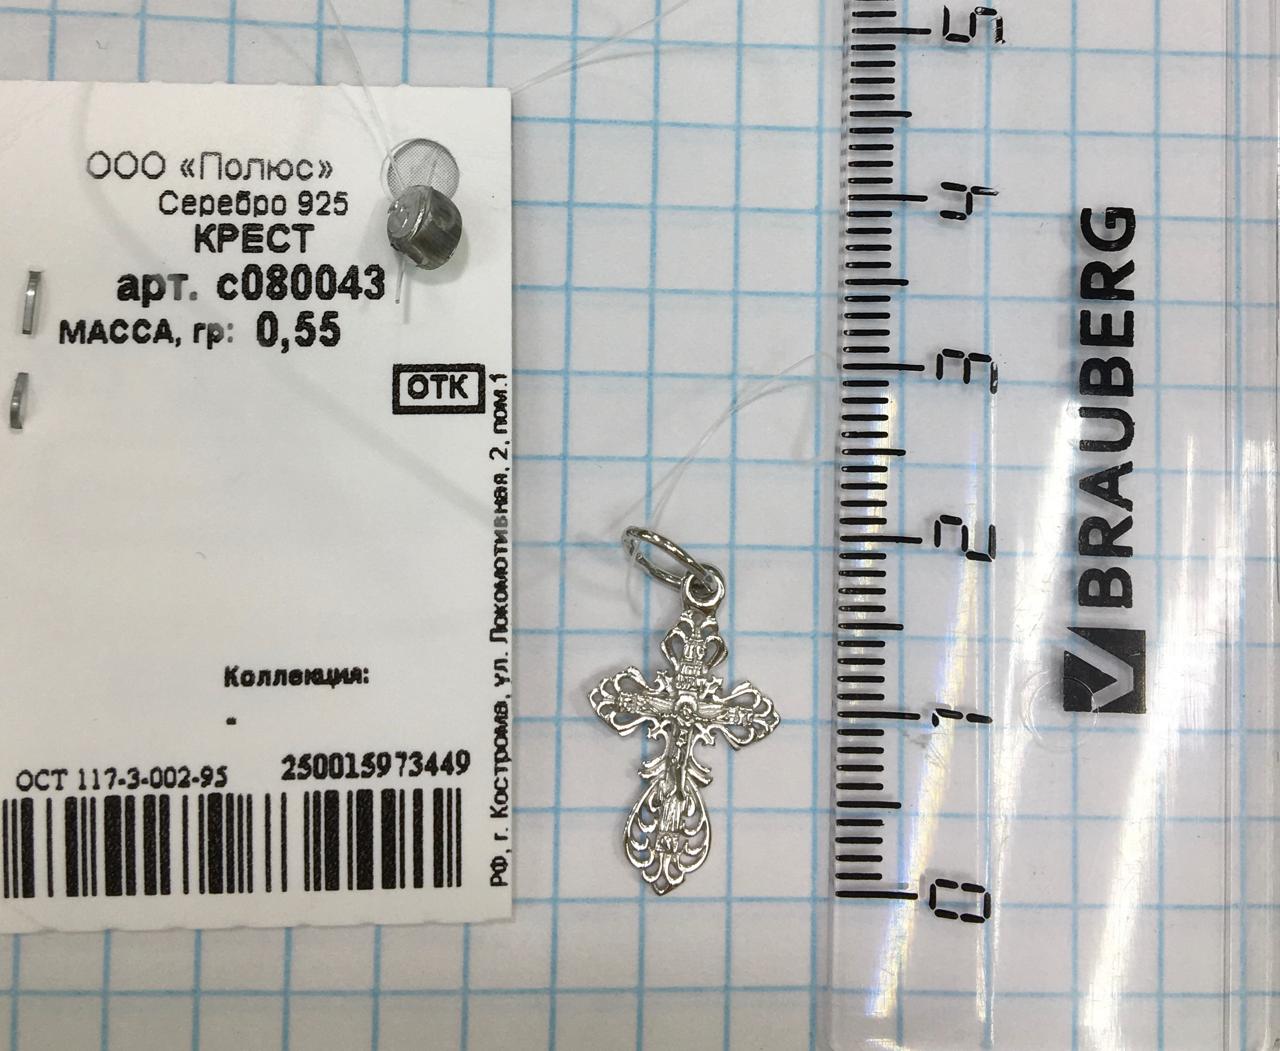 ООО «Полюс»
Серебро 925
КРЕСТ
арт. с080043
МАССА, гр: 0,55
ОТК
РФ, г. Кострома, ул. Локомотивная, 2, пом.1
Коллекция:
-
ОСТ 117-3-002-95
250015973449
5
4
3
2
1
0
BRAUBERG